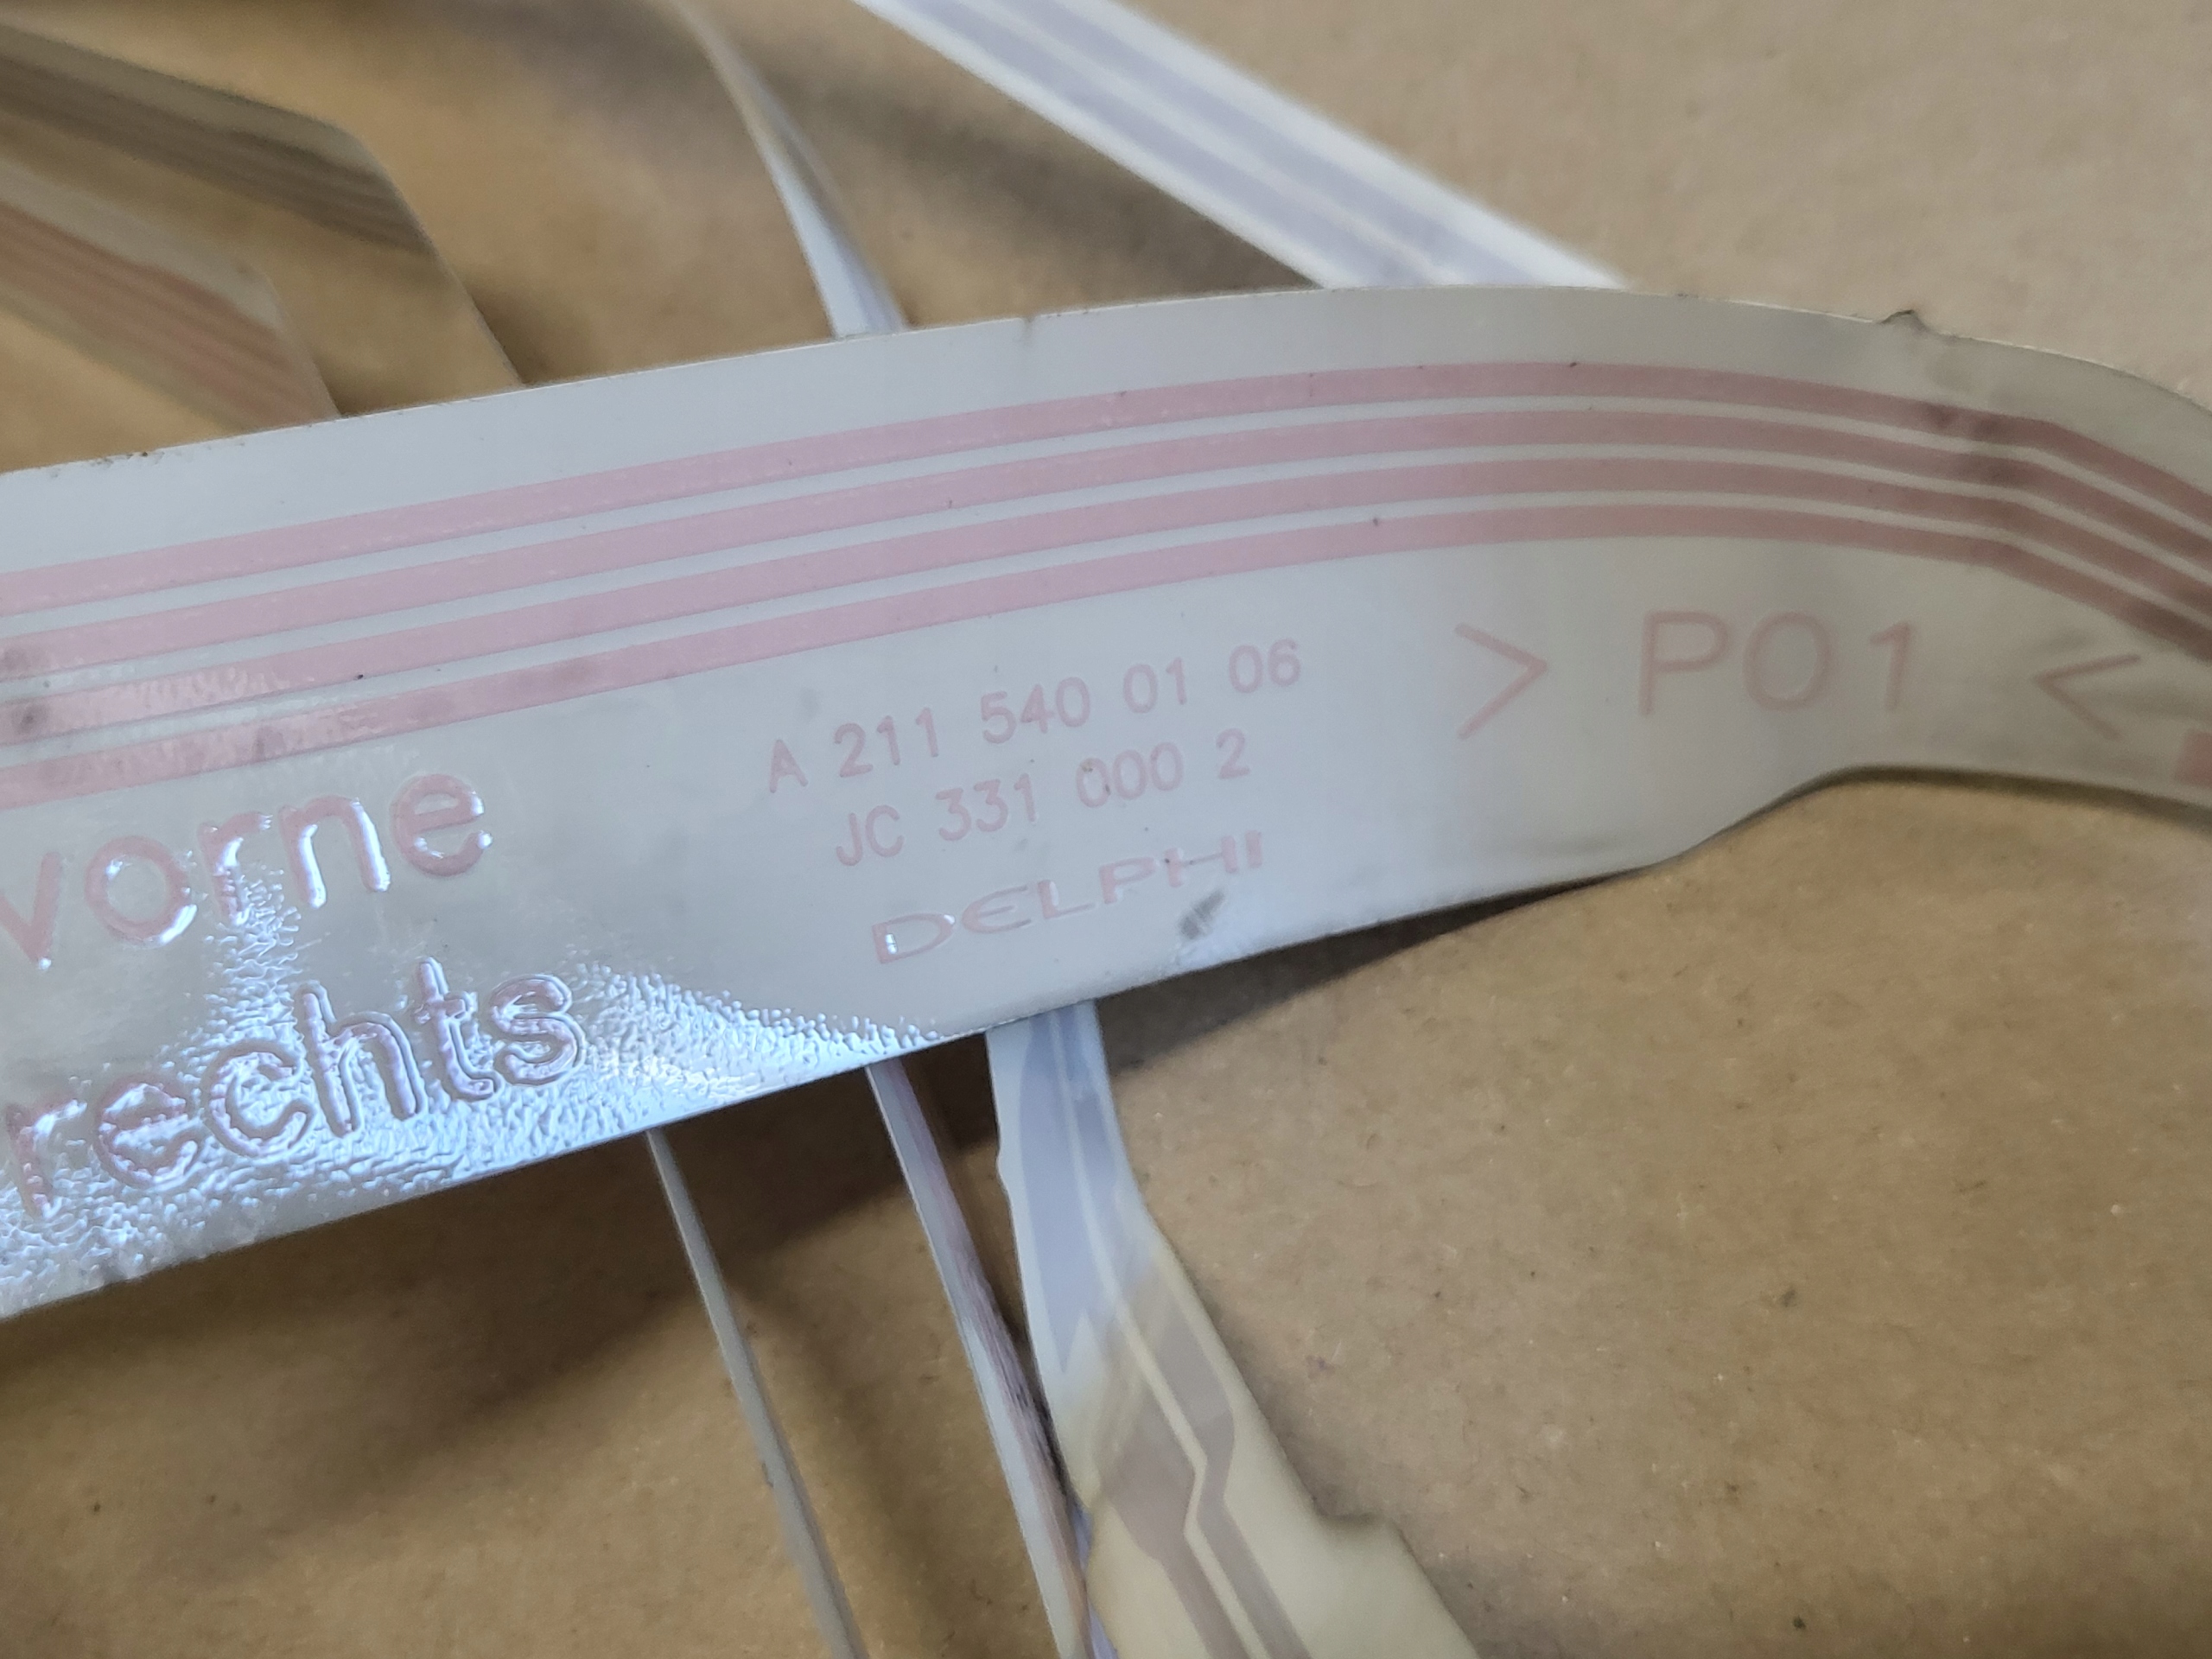 vorne
rechts
A 211 540 01 06
JC 331 000 2
DELPHI
> PO1 <